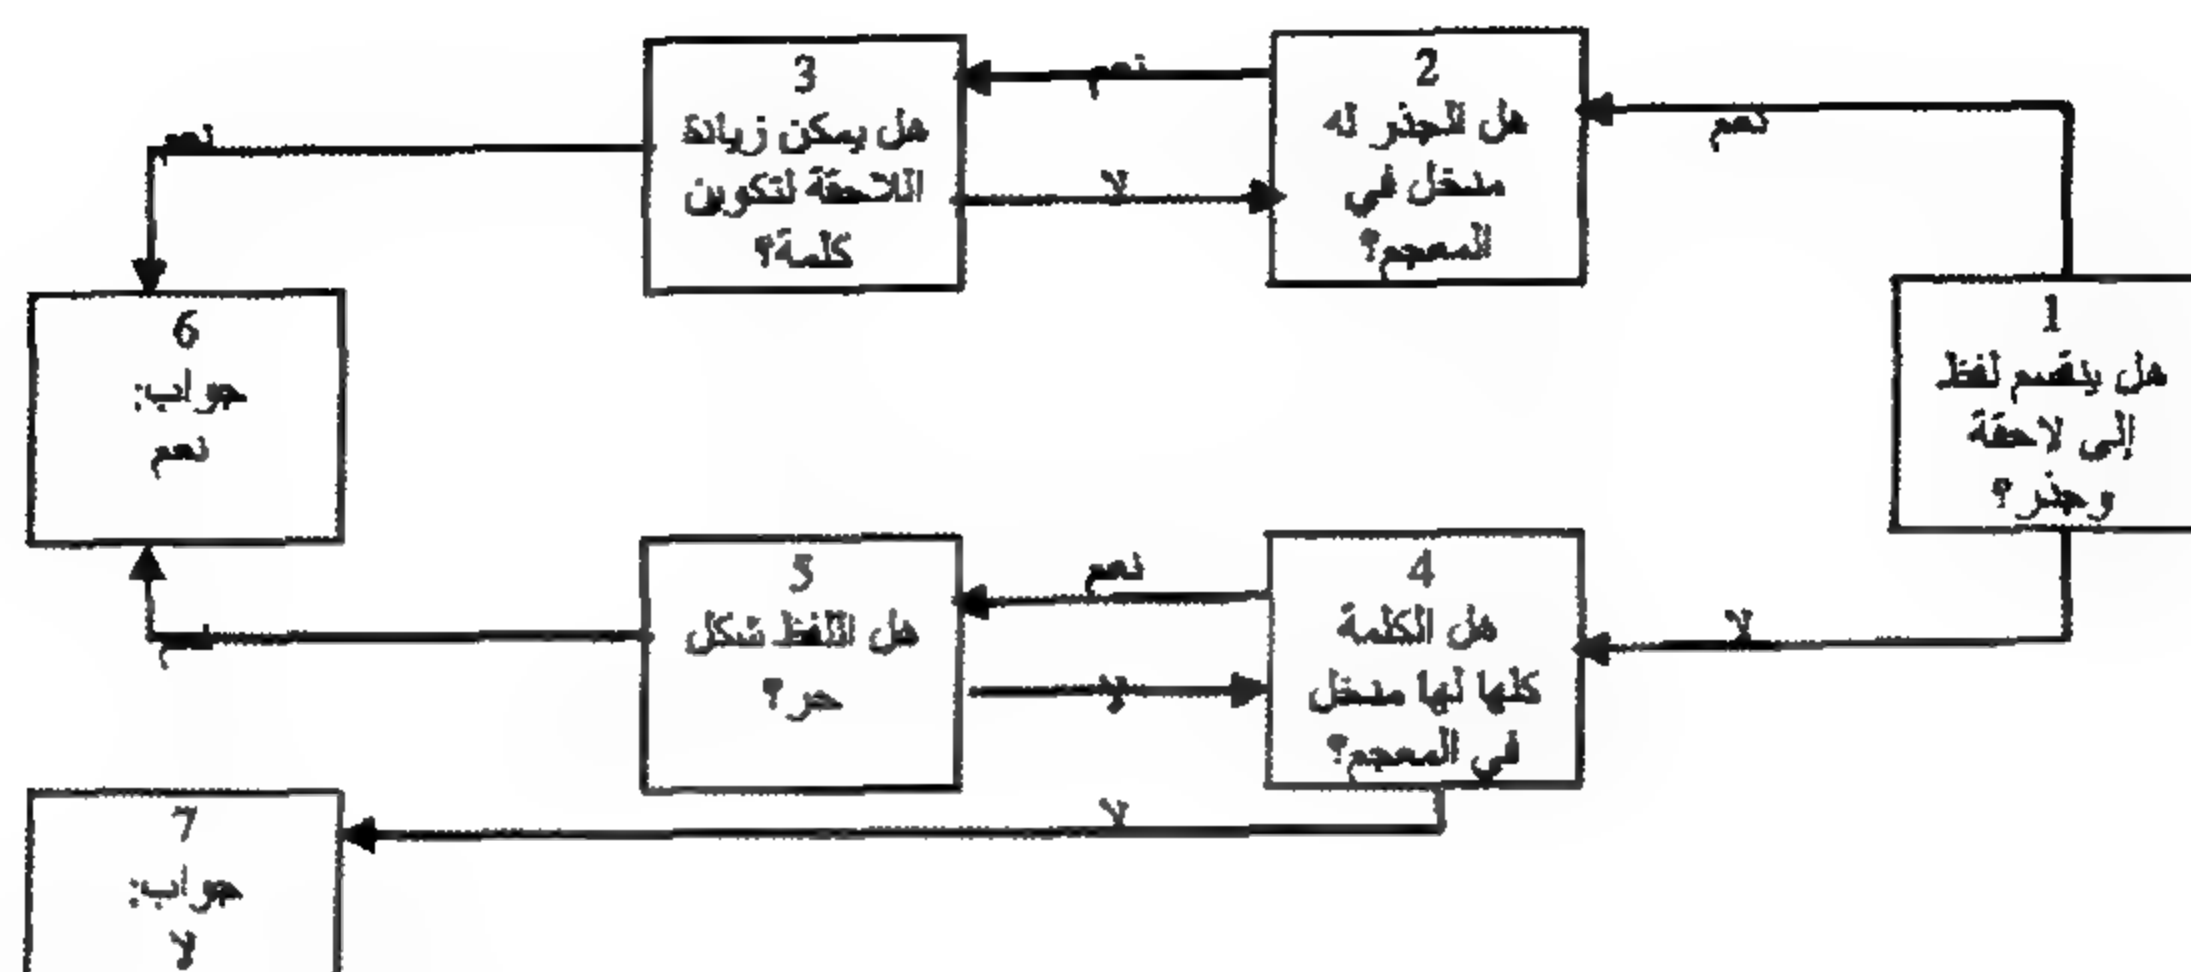 1
هل ينقسم لفظ
إلى لاحقة
وجذر؟
نعم
لا
2
هل للجذر له
مدخل في
المعجم؟
نعم
لا
3
هل يمكن زيادة
اللاحقة لتكوين
كلمة؟
نعم
4
هل الكلمة
كلها لها مدخل
في المعجم؟
نعم
لا
لا
5
هل اللفظ شكل
حر؟
نعم
6
جواب:
نعم
7
جواب:
لا